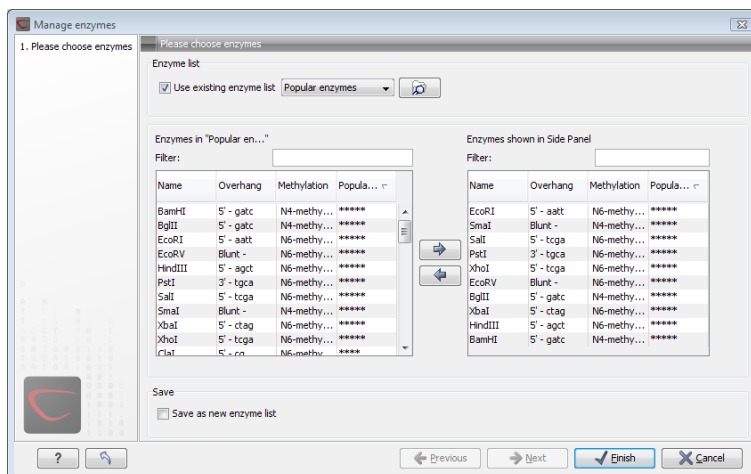 Manage enzymes
1. Please choose enzymes
Please choose enzymes
Enzyme list
Use existing enzyme list Popular enzymes
Enzymes in "Popular en..."
Filter:
Name Overhang Methylation Popula...
BamHI 5' - gatc N4-methy... *****
BglII 5' - gatc N4-methy... *****
EcoRI 5' - aatt N6-methy... *****
EcoRV Blunt - N6-methy... *****
HindIII 5' - agct N6-methy... *****
PstI 3' - tgca N6-methy... *****
SalI 5' - tcga N6-methy... *****
SmaI Blunt - N4-methy... *****
XbaI 5' - ctag N6-methy... *****
XhoI 5' - tcga N6-methy... *****
ClaI 5' - cg N6-methy... ****
Enzymes shown in Side Panel
Filter:
Name Overhang Methylation Popula...
EcoRI 5' - aatt N6-methy... *****
SmaI Blunt - N4-methy... *****
SalI 5' - tcga N6-methy... *****
PstI 3' - tgca N6-methy... *****
XhoI 5' - tcga N6-methy... *****
EcoRV Blunt - N6-methy... *****
BglII 5' - gatc N4-methy... *****
XbaI 5' - ctag N6-methy... *****
HindIII 5' - agct N6-methy... *****
BamHI 5' - gatc N4-methy... *****
Save
Save as new enzyme list
? Previous Next Finish Cancel